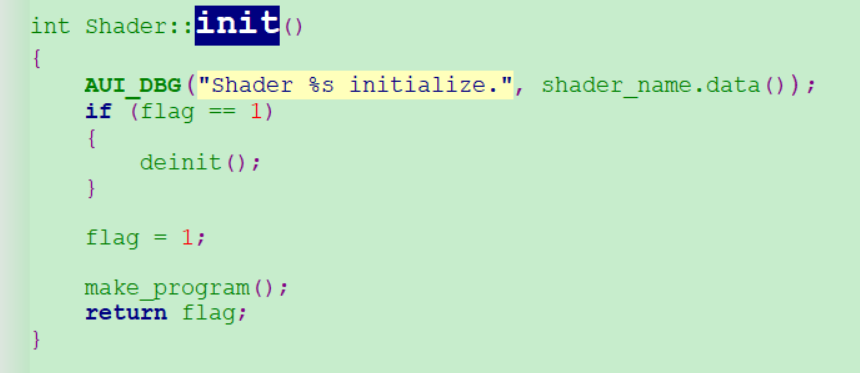 int Shader::init()
{
    AUI_DBG("Shader %s initialize.", shader_name.data());
    if (flag == 1)
    {
        deinit();
    }
    flag = 1;
    make_program();
    return flag;
}